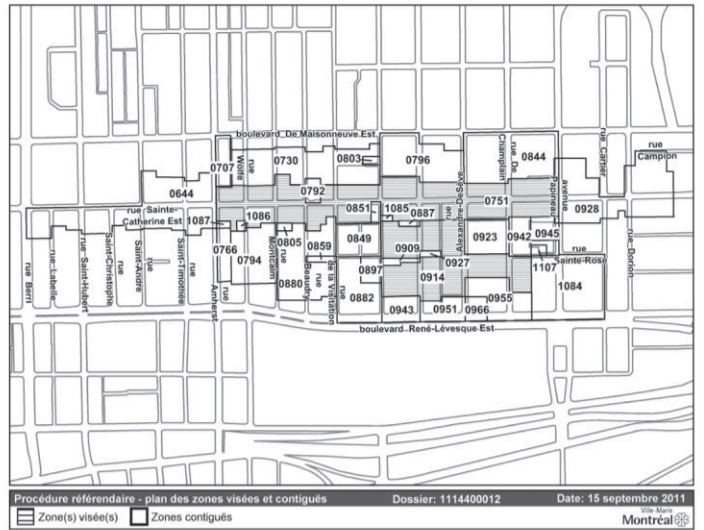 boulevard De Maisonneuve Est
0707
rue Wolfe
0730
0803
0796
rue De Champlain
0844
rue Cartier
rue Campion
0644
0792
0751
avenue Papineau
0928
rue Sainte-Catherine Est
1087
1086
0851
1085
0887
rue Alexandre-DeSève
0766
0794
rue Montcalm
0805
0859
0849
0909
0927
0923
0942
0945
rue Sainte-Rose
rue Dorion
rue Berri
rue Labelle
rue Saint-Hubert
rue Saint-Christophe
rue Saint-André
rue Saint-Timothée
rue Amherst
0880
rue Beaudry
rue de la Visitation
0897
0882
0914
1107
1084
0943
0951
0966
0955
boulevard René-Lévesque Est
Procédure référendaire - plan des zones visées et contiguës
Dossier: 1114400012
Date: 15 septembre 2011
Zone(s) visée(s)
Zones contiguës
Ville-Marie
Montréal